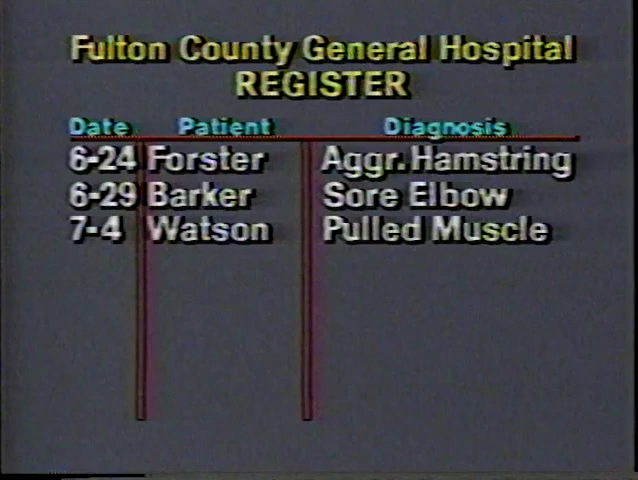 Fulton County General Hospital
REGISTER
Date Patient Diagnosis
6-24 Forster Aggr. Hamstring
6-29 Barker Sore Elbow
7-4 Watson Pulled Muscle